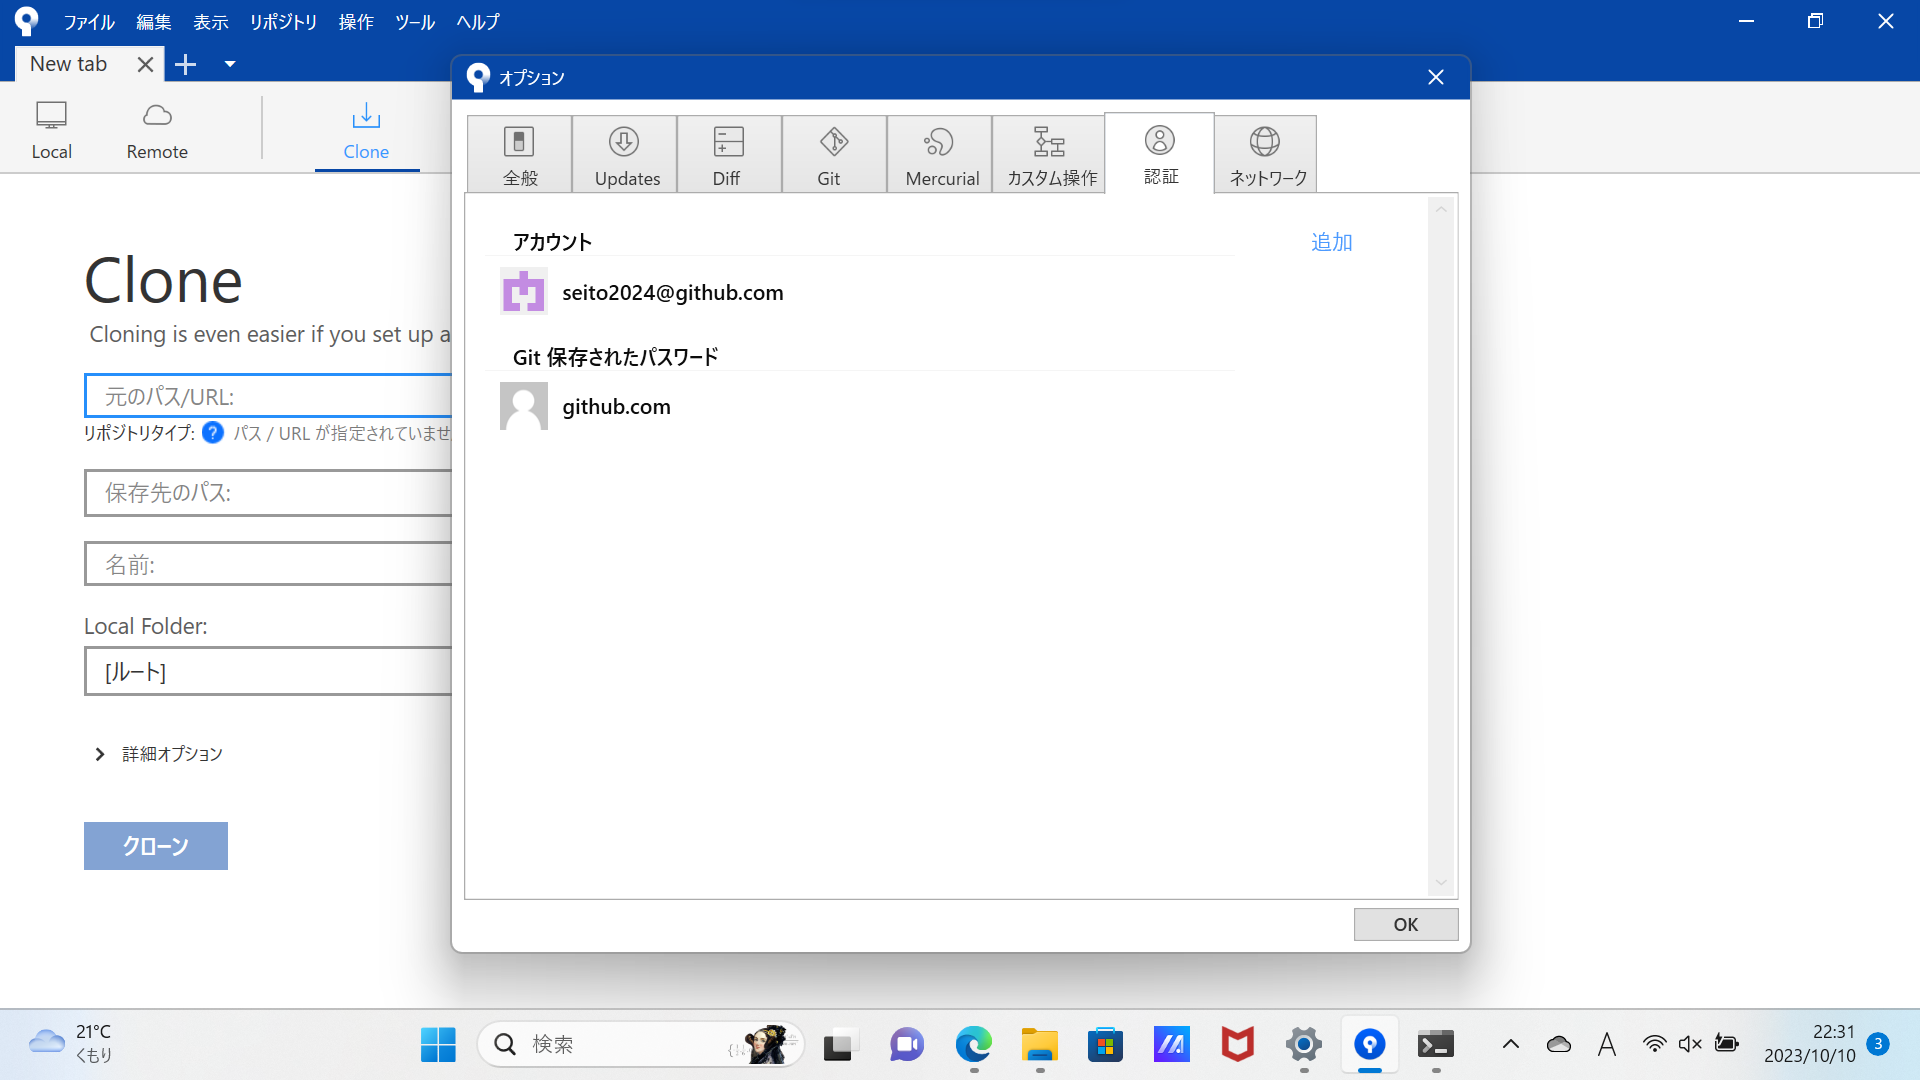 ファイル 編集 表示 リポジトリ 操作 ツール ヘルプ
New tab
オプション
Local
Remote
Clone
全般
Updates
Diff
Git
Mercurial
カスタム操作
認証
ネットワーク
アカウント
追加
seito2024@github.com
Git 保存されたパスワード
github.com
OK
Clone
Cloning is even easier if you set up a
元のパス/URL:
リポジトリタイプ: ? パス / URL が指定されていませ
保存先のパス:
名前:
Local Folder:
[ルート]
詳細オプション
クローン
21°C
くもり
検索
A
22:31
2023/10/10
3